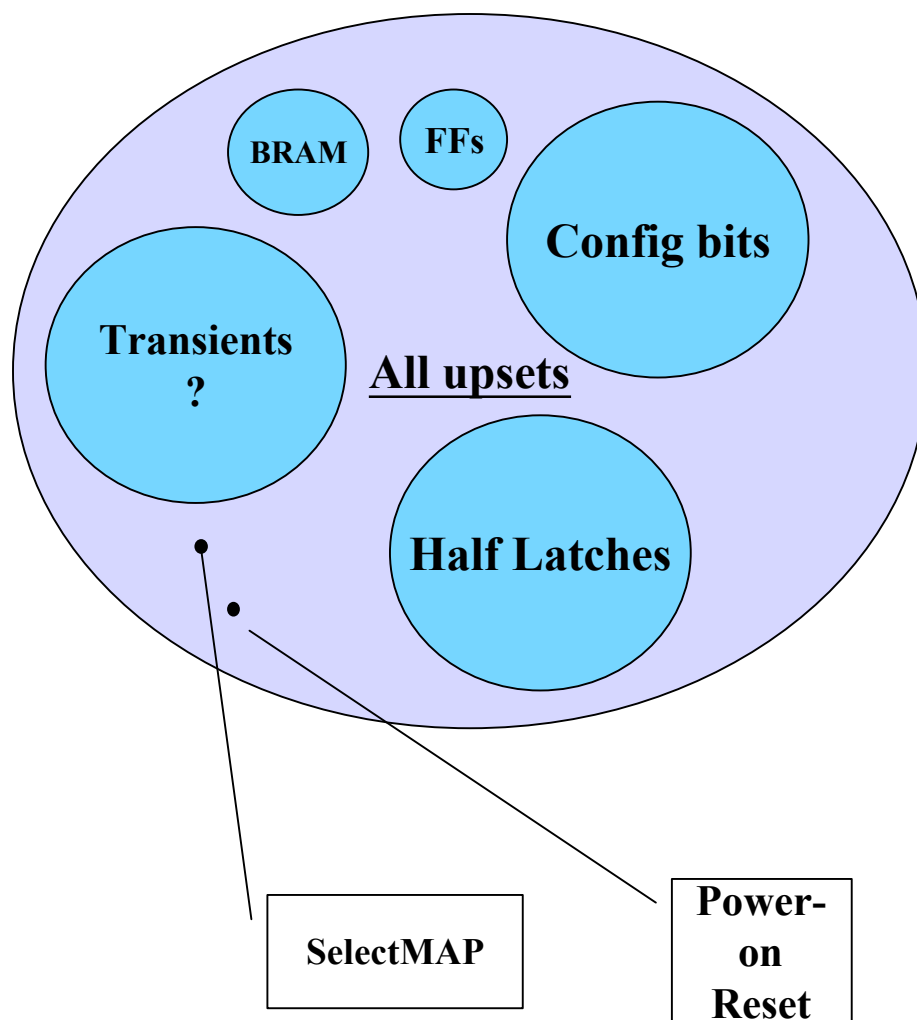 BRAM
FFs
Config bits
Transients
?
All upsets
Half Latches
SelectMAP
Power-
on
Reset